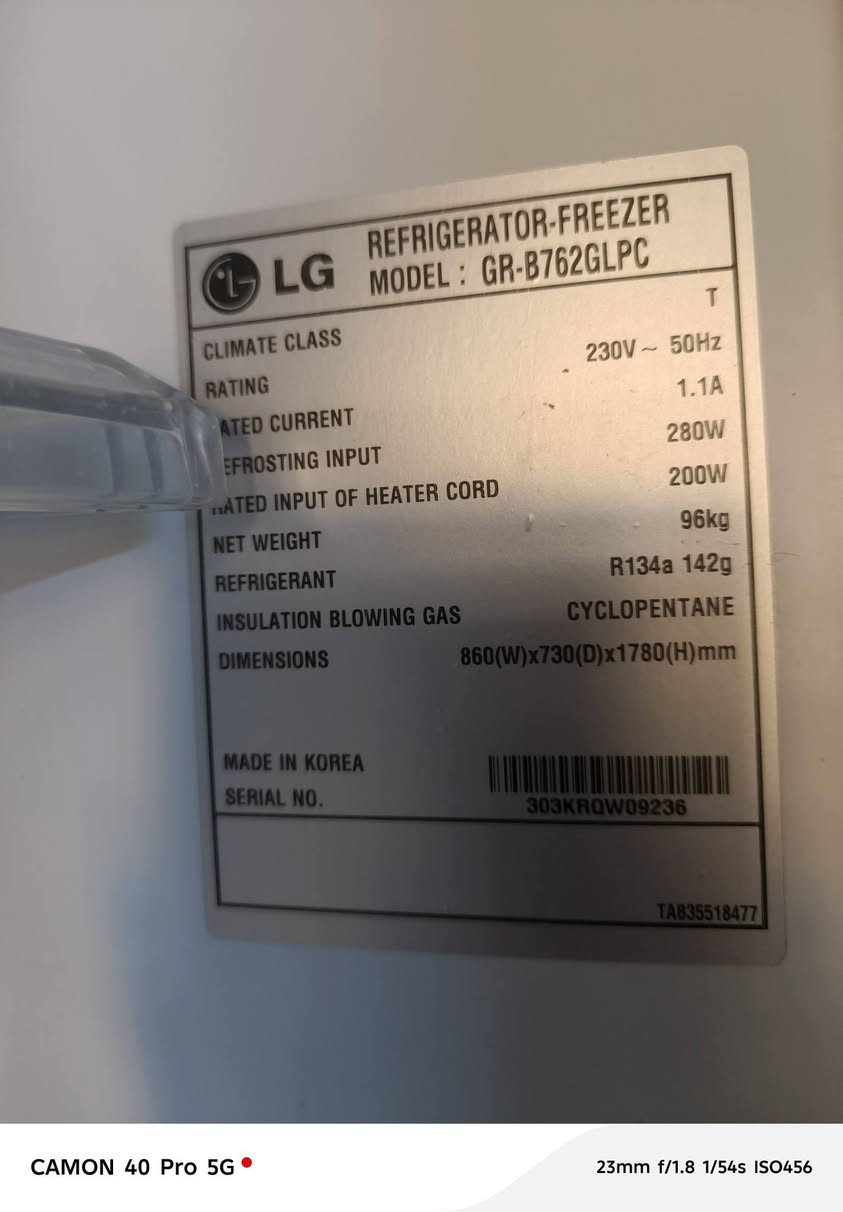 LG
REFRIGERATOR-FREEZER
MODEL : GR-B762GLPC
CLIMATE CLASS T
RATING 230V ~ 50Hz
ATED CURRENT 1.1A
EFROSTING INPUT 280W
RATED INPUT OF HEATER CORD 200W
NET WEIGHT 96kg
REFRIGERANT R134a 142g
INSULATION BLOWING GAS CYCLOPENTANE
DIMENSIONS 860(W)x730(D)x1780(H)mm
MADE IN KOREA
SERIAL NO. 303KRQW09236
TA835518477
CAMON 40 Pro 5G
23mm f/1.8 1/54s ISO456